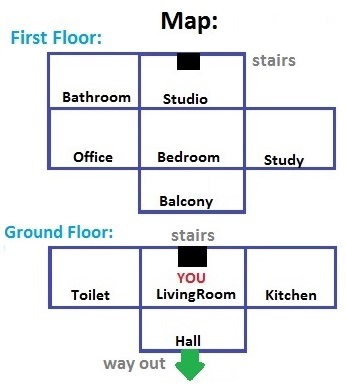 Map:
First Floor:
stairs
Bathroom Studio
Office Bedroom Study
Balcony
Ground Floor:
stairs
YOU
Toilet LivingRoom Kitchen
Hall
way out